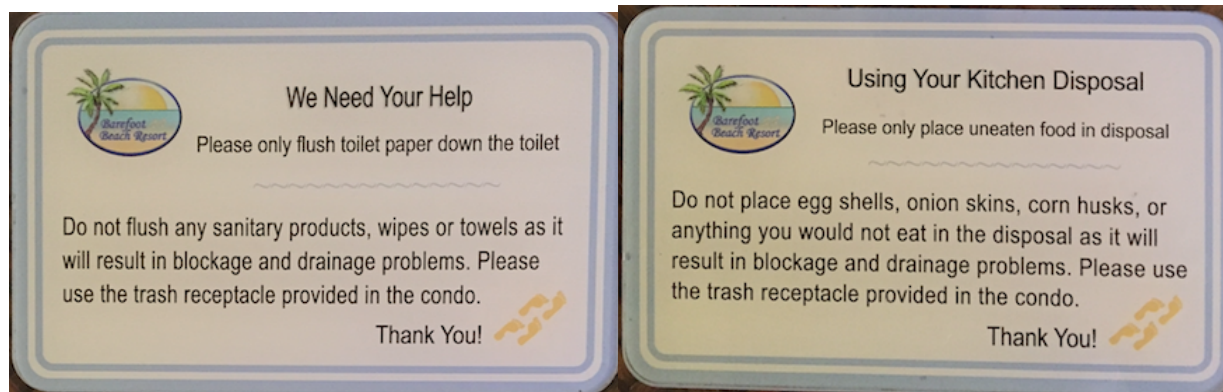 Barefoot
Beach Resort
We Need Your Help
Please only flush toilet paper down the toilet
Do not flush any sanitary products, wipes or towels as it
will result in blockage and drainage problems. Please
use the trash receptacle provided in the condo.
Thank You!
Barefoot
Beach Resort
Using Your Kitchen Disposal
Please only place uneaten food in disposal
Do not place egg shells, onion skins, corn husks, or
anything you would not eat in the disposal as it will
result in blockage and drainage problems. Please use
the trash receptacle provided in the condo.
Thank You!